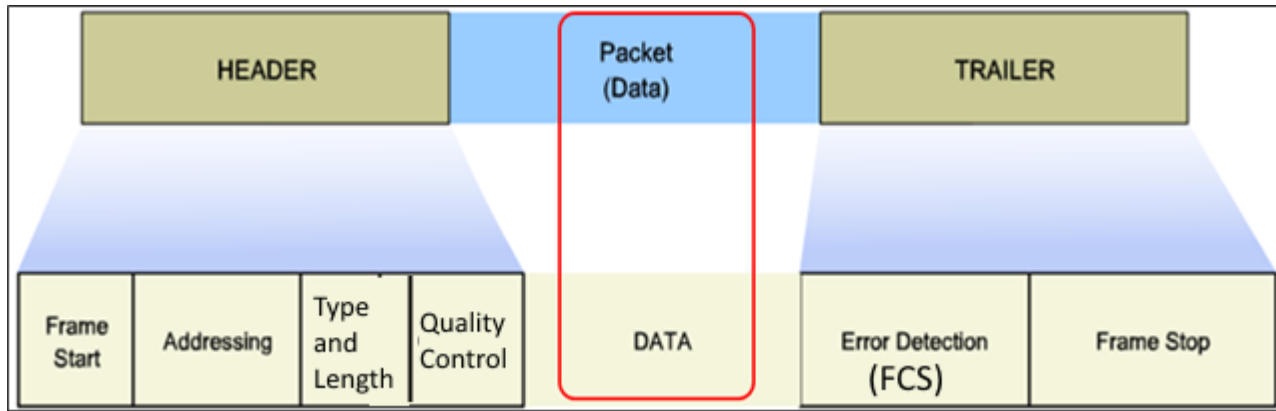 HEADER
Packet
(Data)
TRAILER
Frame
Start
Addressing
Type
and
Length
Quality
Control
DATA
Error Detection
(FCS)
Frame Stop